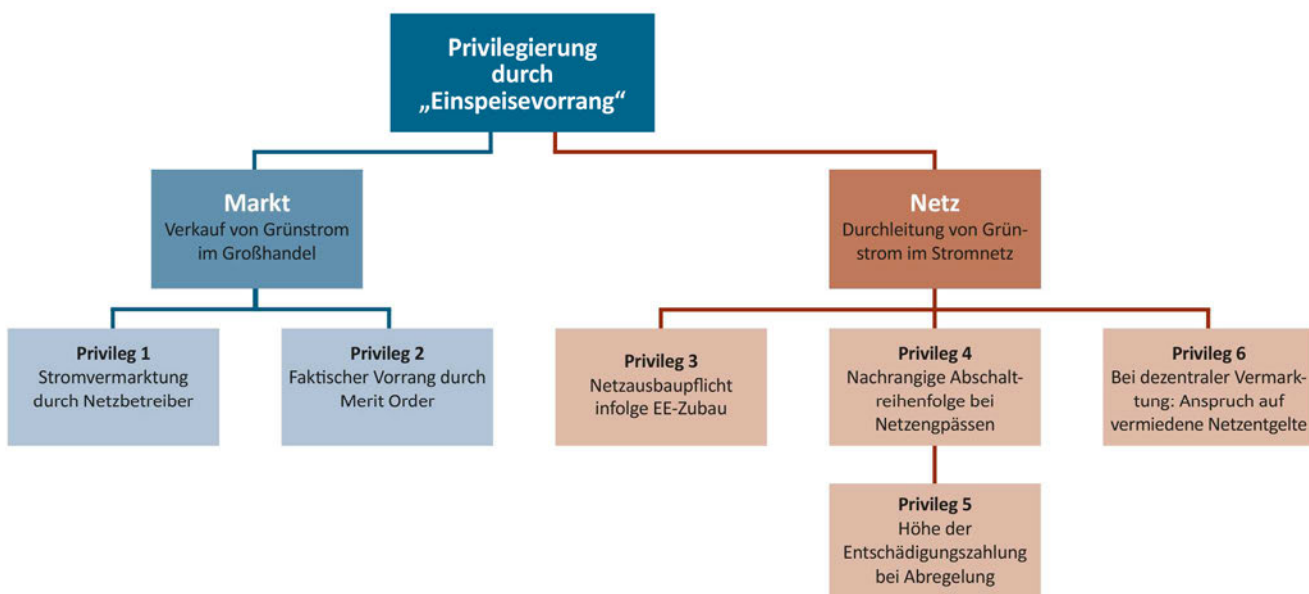 Privilegierung
durch
„Einspeisevorrang“
Markt
Verkauf von Grünstrom
im Großhandel
Netz
Durchleitung von Grün-
strom im Stromnetz
Privileg 1
Stromvermarktung
durch Netzbetreiber
Privileg 2
Faktischer Vorrang durch
Merit Order
Privileg 3
Netzausbaupflicht
infolge EE-Zubau
Privileg 4
Nachrangige Abschalt-
reihenfolge bei
Netzengpässen
Privileg 6
Bei dezentraler Vermark-
tung: Anspruch auf
vermiedene Netzentgelte
Privileg 5
Höhe der
Entschädigungszahlung
bei Abregelung